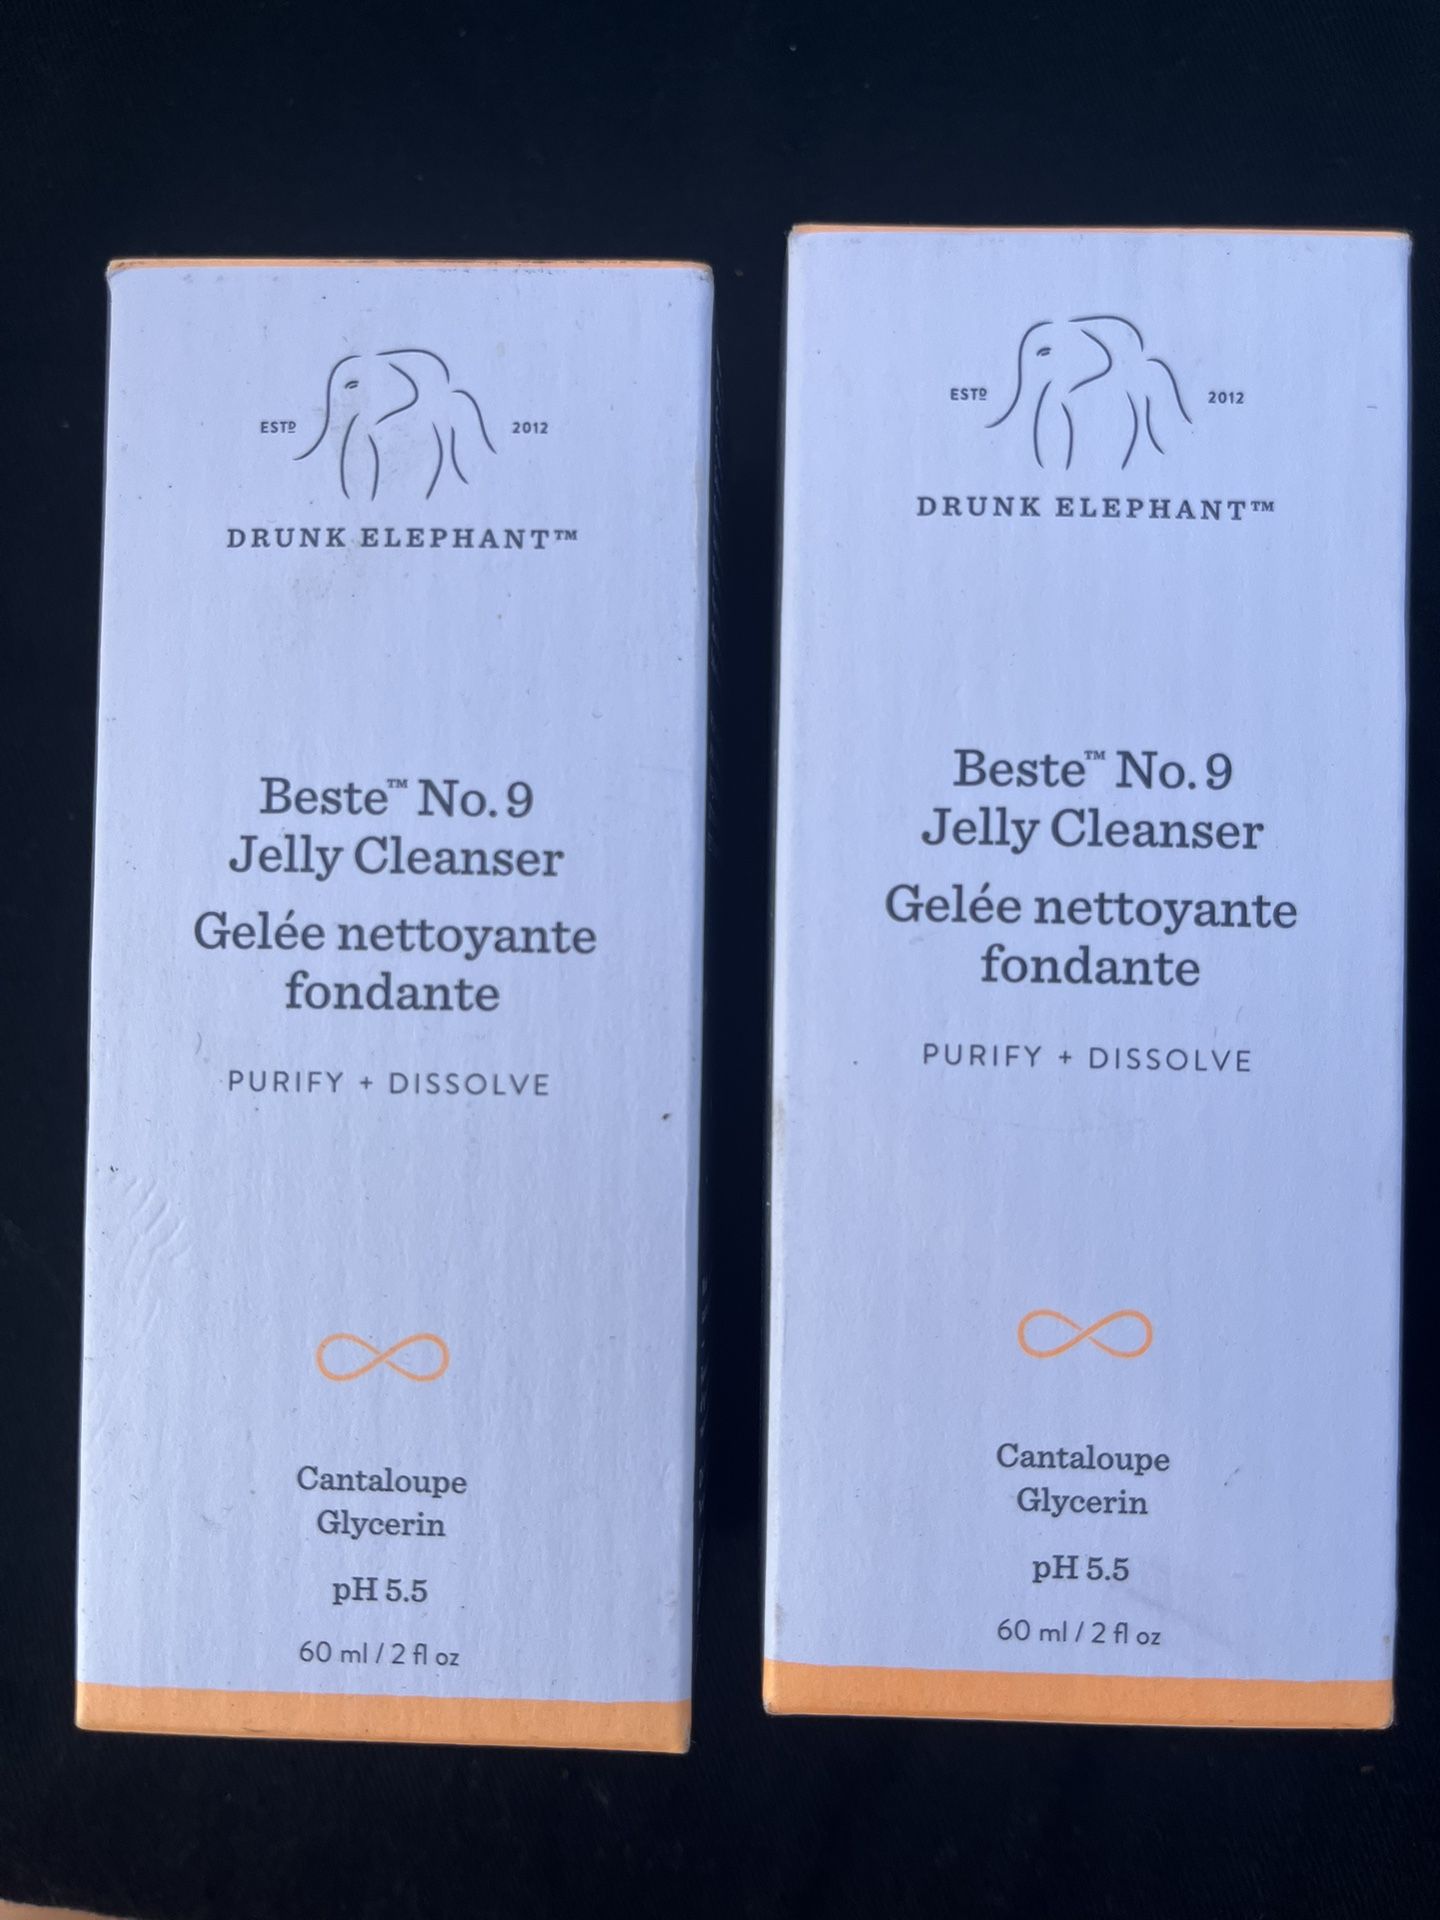 ESTD
2012
DRUNK ELEPHANT™
Beste™ No. 9
Jelly Cleanser
Gelée nettoyante
fondante
PURIFY + DISSOLVE
Cantaloupe
Glycerin
pH 5.5
60 ml / 2 fl oz
ESTD
2012
DRUNK ELEPHANT™
Beste™ No. 9
Jelly Cleanser
Gelée nettoyante
fondante
PURIFY + DISSOLVE
Cantaloupe
Glycerin
pH 5.5
60 ml / 2 fl oz